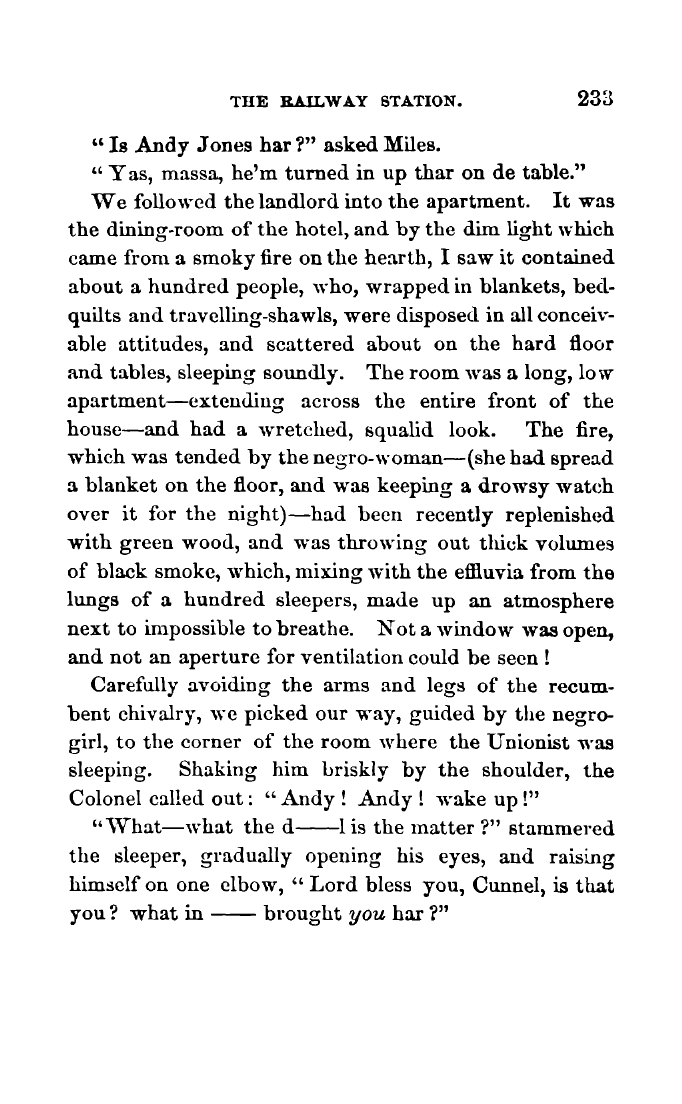 THE RAILWAY STATION. 233
“ Is Andy Jones har ?” asked Miles.
“ Yas, massa, he’m turned in up thar on de table.”
We followed the landlord into the apartment. It was
the dining-room of the hotel, and by the dim light which
came from a smoky fire on the hearth, I saw it contained
about a hundred people, who, wrapped in blankets, bed-
quilts and travelling-shawls, were disposed in all conceiv-
able attitudes, and scattered about on the hard floor
and tables, sleeping soundly. The room was a long, low
apartment—extending across the entire front of the
house—and had a wretched, squalid look. The fire,
which was tended by the negro-woman—(she had spread
a blanket on the floor, and was keeping a drowsy watch
over it for the night)—had been recently replenished
with green wood, and was throwing out thick volumes
of black smoke, which, mixing with the effluvia from the
lungs of a hundred sleepers, made up an atmosphere
next to impossible to breathe. Not a window was open,
and not an aperture for ventilation could be seen !
Carefully avoiding the arms and legs of the recum-
bent chivalry, we picked our way, guided by the negro-
girl, to the corner of the room where the Unionist was
sleeping. Shaking him briskly by the shoulder, the
Colonel called out : “ Andy ! Andy ! wake up !”
“What—what the d——l is the matter ?” stammered
the sleeper, gradually opening his eyes, and raising
himself on one elbow, “ Lord bless you, Cunnel, is that
you ? what in —— brought you har ?”